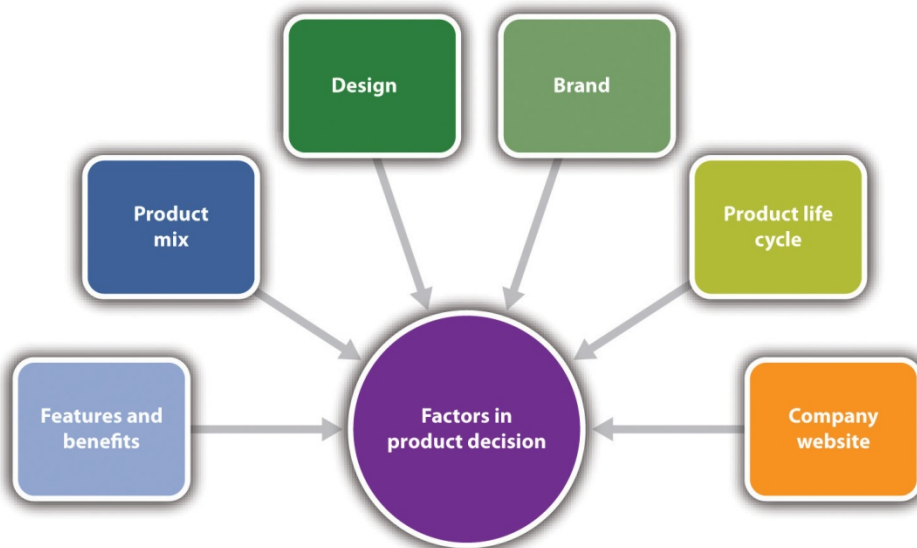 Design
Brand
Product
mix
Product life
cycle
Features and
benefits
Factors in
product decision
Company
website